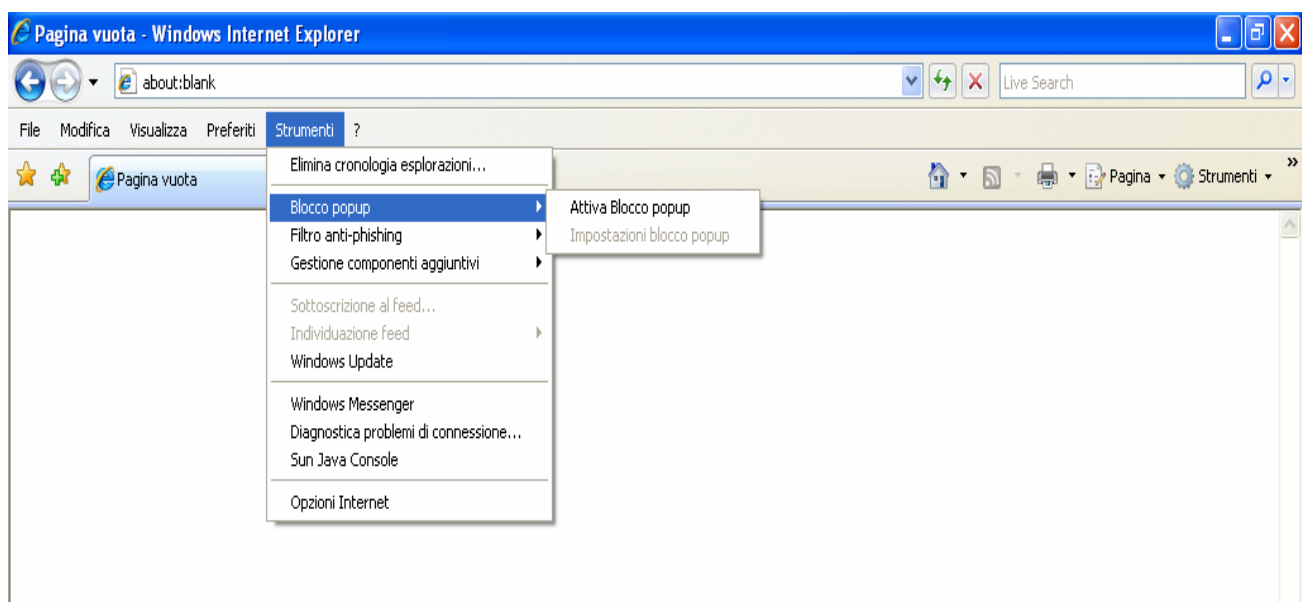 Pagina vuota - Windows Internet Explorer
about:blank
Live Search
File Modifica Visualizza Preferiti Strumenti ?
Pagina vuota
Pagina Strumenti »
Elimina cronologia esplorazioni...
Blocco popup
Filtro anti-phishing
Gestione componenti aggiuntivi
Sottoscrizione al feed...
Individuazione feed
Windows Update
Windows Messenger
Diagnostica problemi di connessione...
Sun Java Console
Opzioni Internet
Attiva Blocco popup
Impostazioni blocco popup